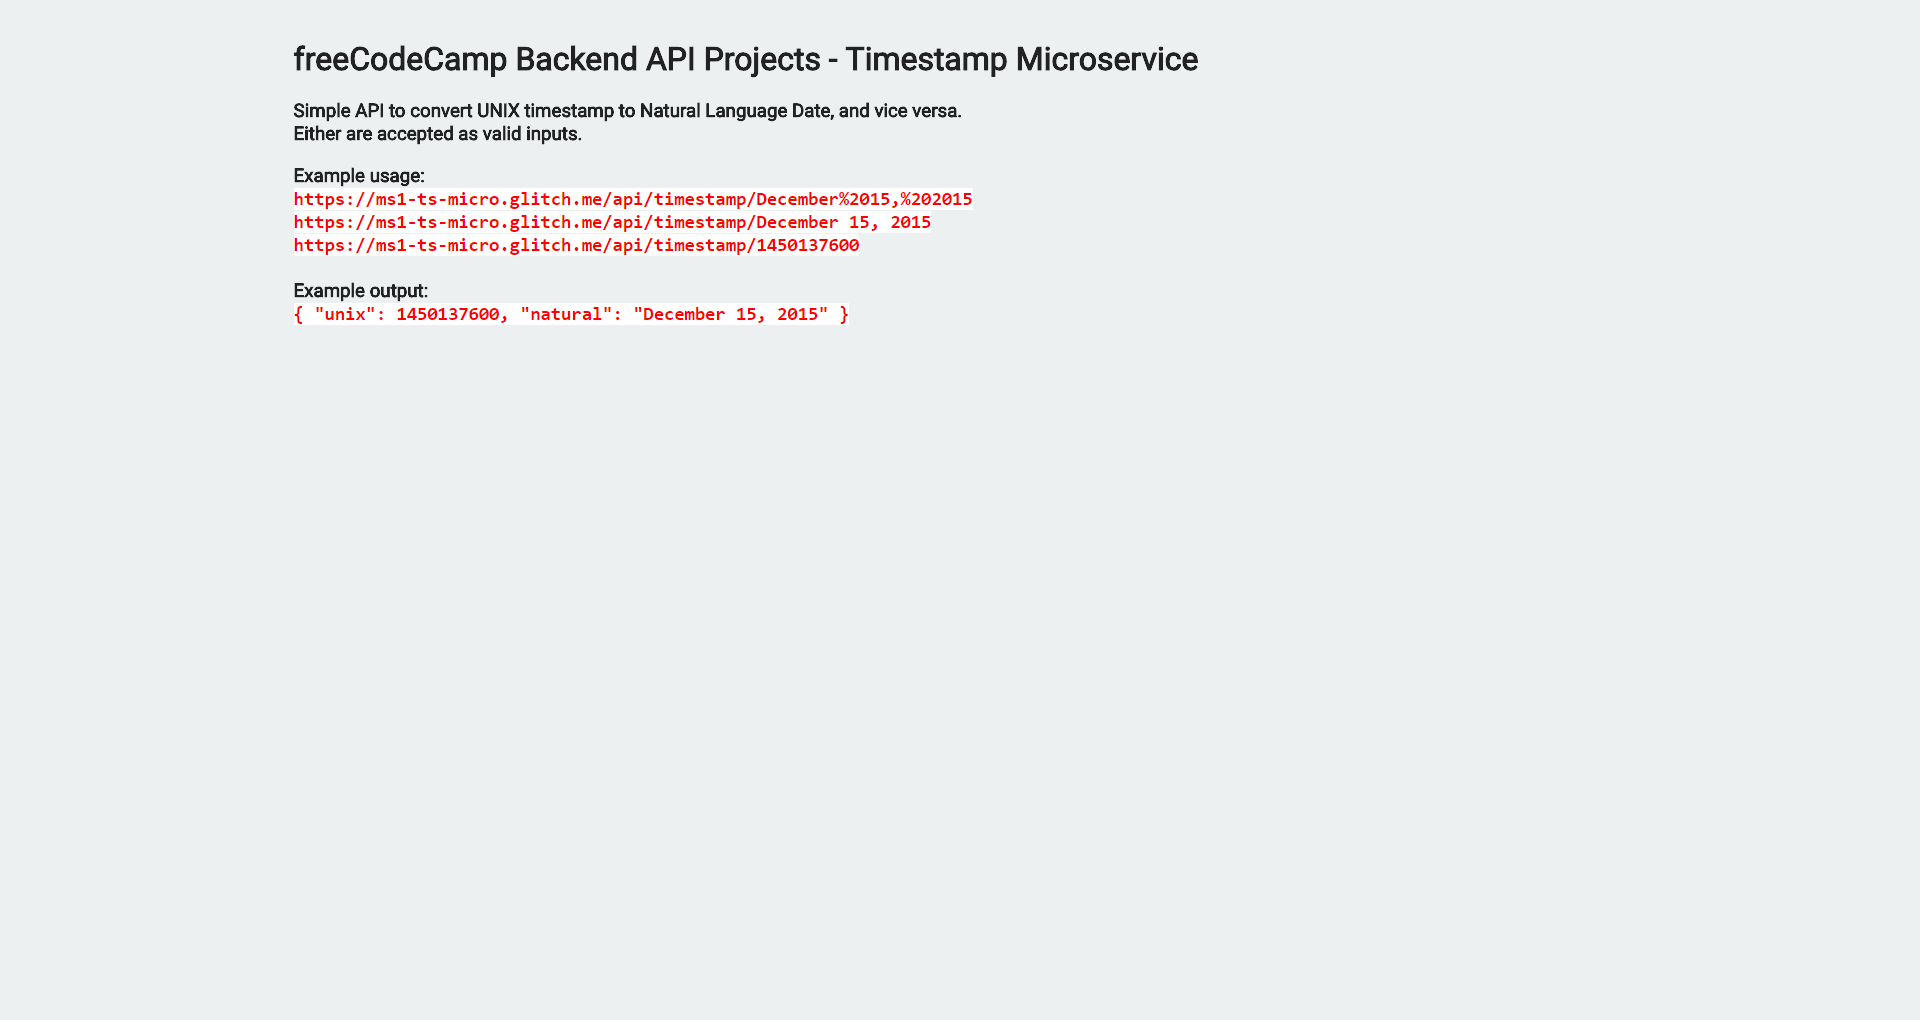 freeCodeCamp Backend API Projects - Timestamp Microservice
Simple API to convert UNIX timestamp to Natural Language Date, and vice versa.
Either are accepted as valid inputs.
Example usage:
https://ms1-ts-micro.glitch.me/api/timestamp/December%2015,%202015
https://ms1-ts-micro.glitch.me/api/timestamp/December 15, 2015
https://ms1-ts-micro.glitch.me/api/timestamp/1450137600
Example output:
{ "unix": 1450137600, "natural": "December 15, 2015" }